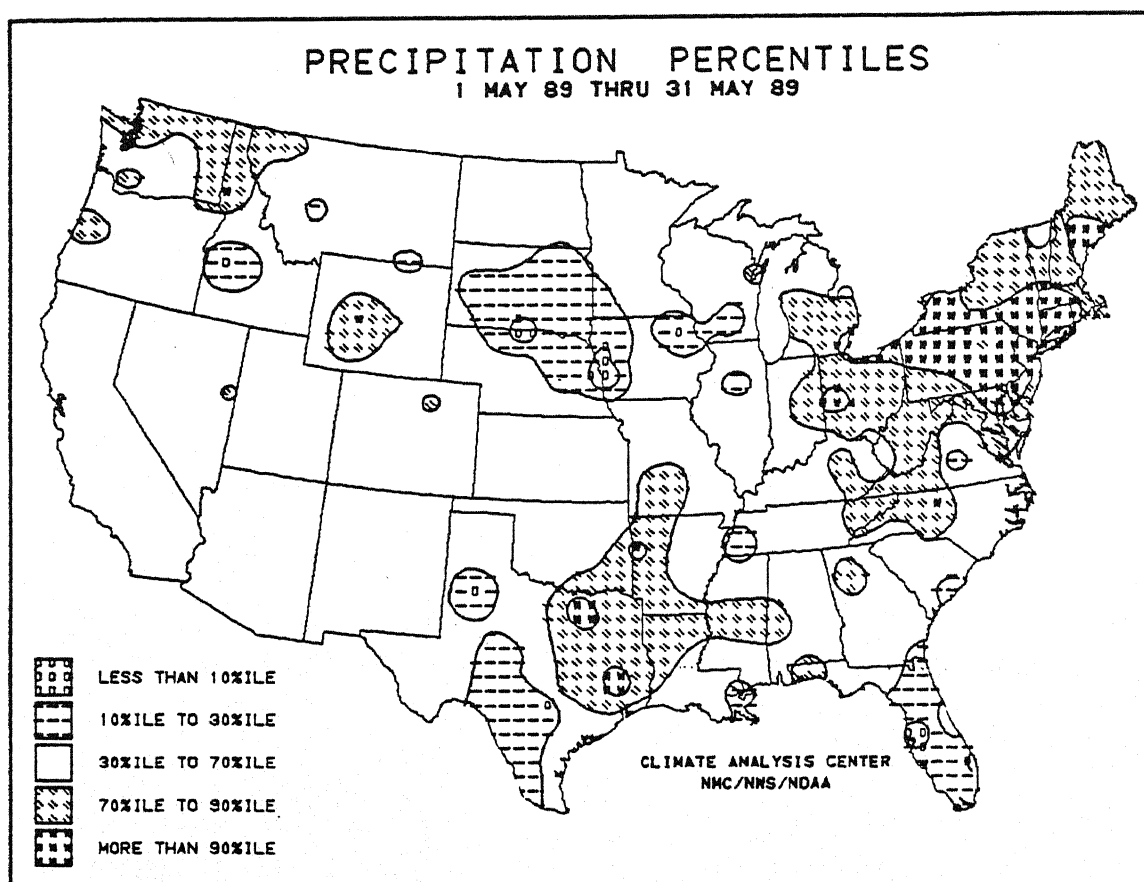 PRECIPITATION PERCENTILES
1 MAY 89 THRU 31 MAY 89
LESS THAN 10%ILE
10%ILE TO 30%ILE
30%ILE TO 70%ILE
70%ILE TO 90%ILE
MORE THAN 90%ILE
CLIMATE ANALYSIS CENTER
NMC/NWS/NOAA